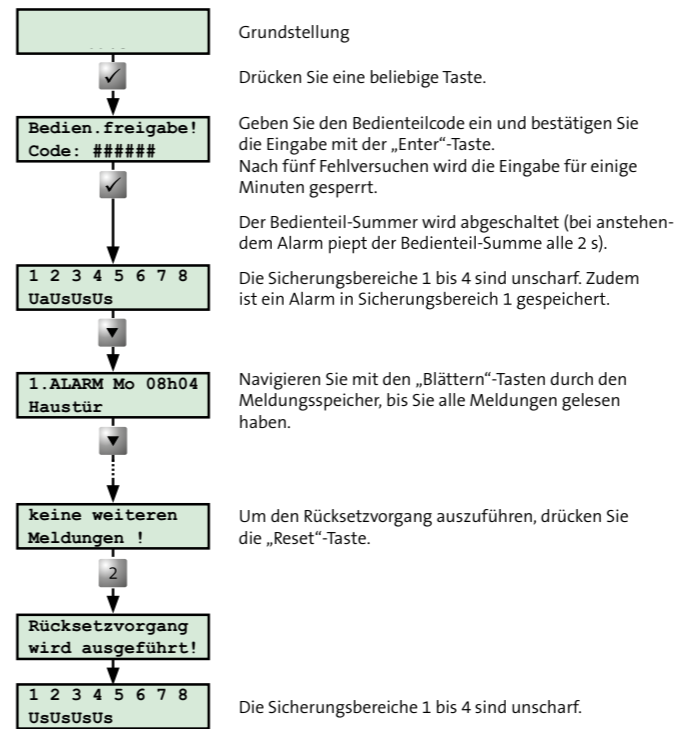 Grundstellung
Drücken Sie eine beliebige Taste.
Bedien.freigabe!
Code: ######
Geben Sie den Bedienteilcode ein und bestätigen Sie
die Eingabe mit der „Enter“-Taste.
Nach fünf Fehlversuchen wird die Eingabe für einige
Minuten gesperrt.
Der Bedienteil-Summer wird abgeschaltet (bei anstehen-
dem Alarm piept der Bedienteil-Summe alle 2 s).
1 2 3 4 5 6 7 8
UaUsUsUs
Die Sicherungsbereiche 1 bis 4 sind unscharf. Zudem
ist ein Alarm in Sicherungsbereich 1 gespeichert.
1.ALARM Mo 08h04
Haustür
Navigieren Sie mit den „Blättern“-Tasten durch den
Meldungsspeicher, bis Sie alle Meldungen gelesen
haben.
keine weiteren
Meldungen !
Um den Rücksetzvorgang auszuführen, drücken Sie
die „Reset“-Taste.
2
Rücksetzvorgang
wird ausgeführt!
1 2 3 4 5 6 7 8
UsUsUsUs
Die Sicherungsbereiche 1 bis 4 sind unscharf.